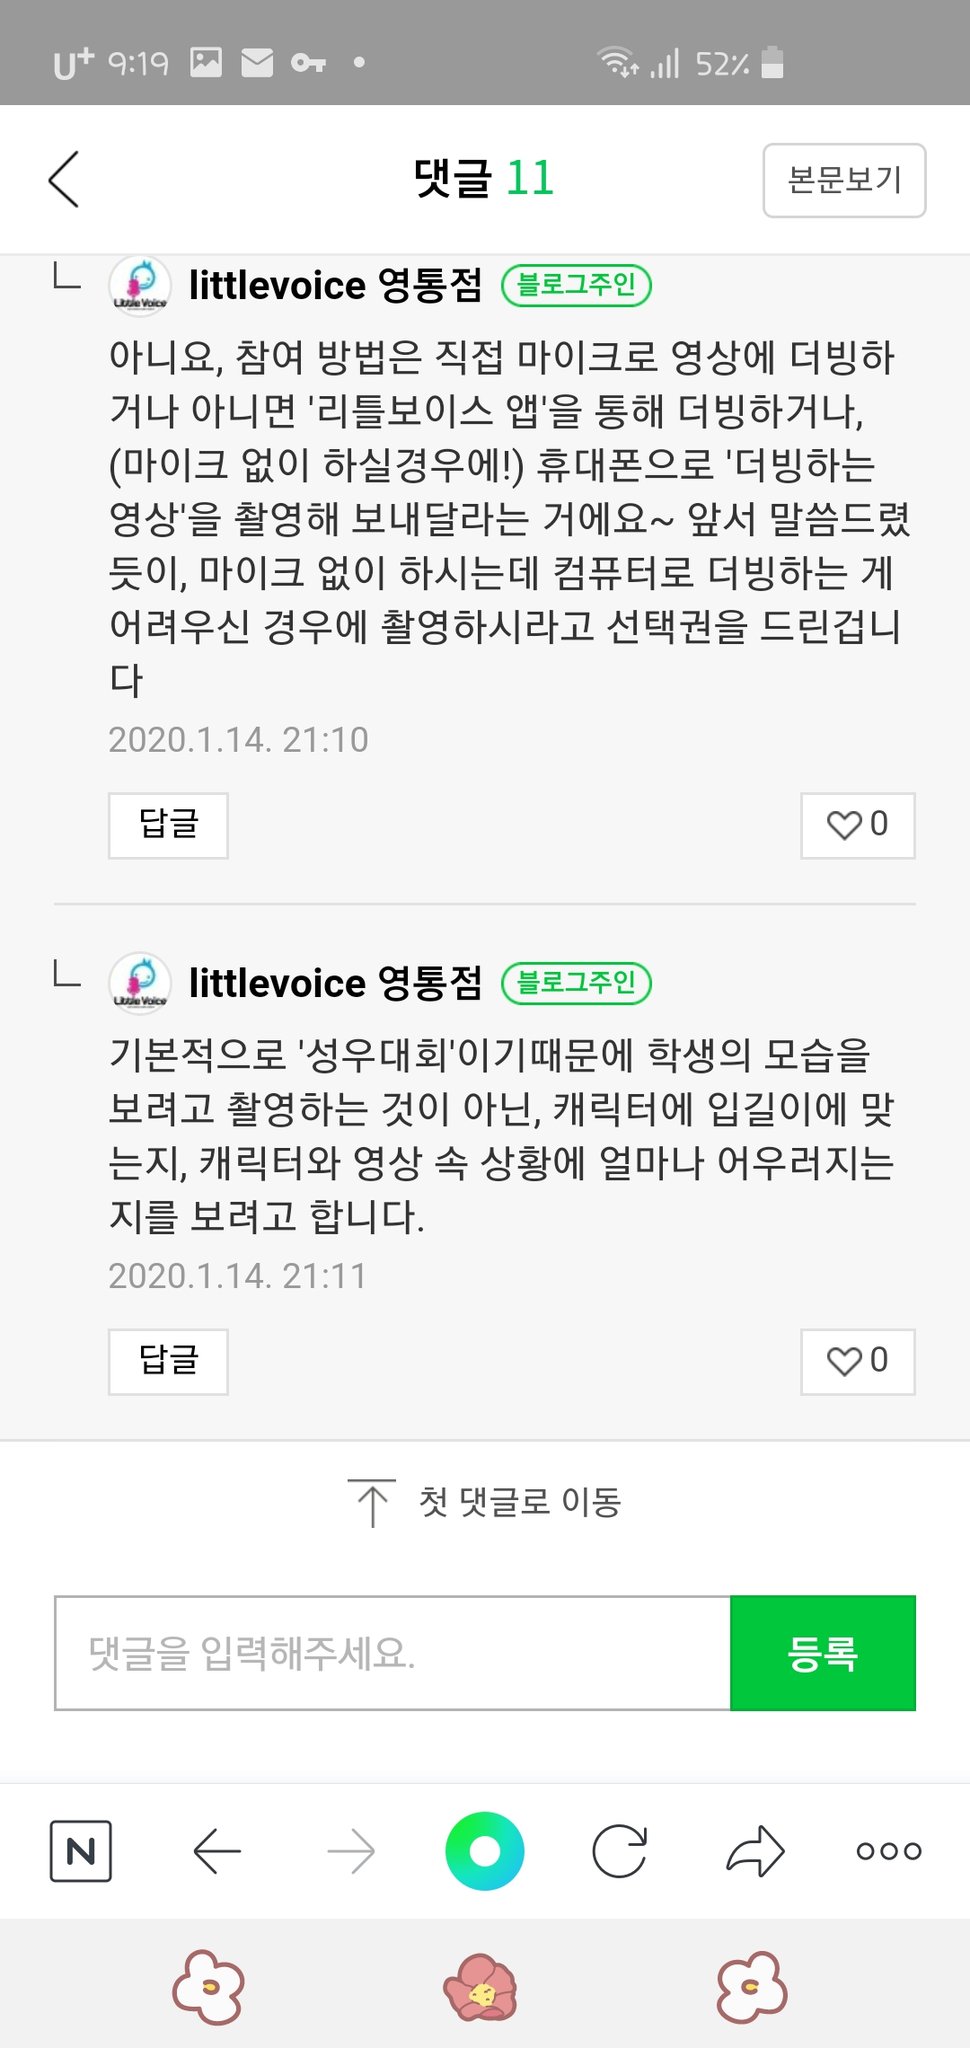 U+ 9:19 52%
댓글 11 본문보기
littlevoice 영통점 블로그주인
아니요, 참여 방법은 직접 마이크로 영상에 더빙하
거나 아니면 '리틀보이스 앱'을 통해 더빙하거나,
(마이크 없이 하실경우에!) 휴대폰으로 '더빙하는
영상'을 촬영해 보내달라는 거에요~ 앞서 말씀드렸
듯이, 마이크 없이 하시는데 컴퓨터로 더빙하는 게
어려우신 경우에 촬영하시라고 선택권을 드린겁니
다
2020.1.14. 21:10
답글 0
littlevoice 영통점 블로그주인
기본적으로 '성우대회'이기때문에 학생의 모습을
보려고 촬영하는 것이 아닌, 캐릭터에 입길이에 맞
는지, 캐릭터와 영상 속 상황에 얼마나 어우러지는
지를 보려고 합니다.
2020.1.14. 21:11
답글 0
첫 댓글로 이동
댓글을 입력해주세요. 등록
N
Little Voice
Little Voice